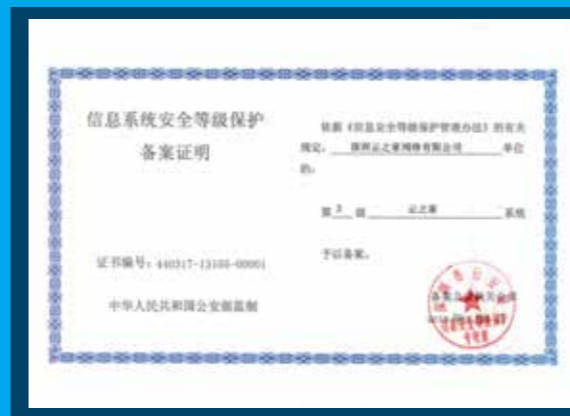 信息系统安全等级保护
备案证明
证书编号：440317-13105-00001
中华人民共和国公安部监制
依据《信息安全等级保护管理办法》的有关
规定，深圳云之家网络有限公司 单位
的：
第 3 级 云之家 系统
予以备案。